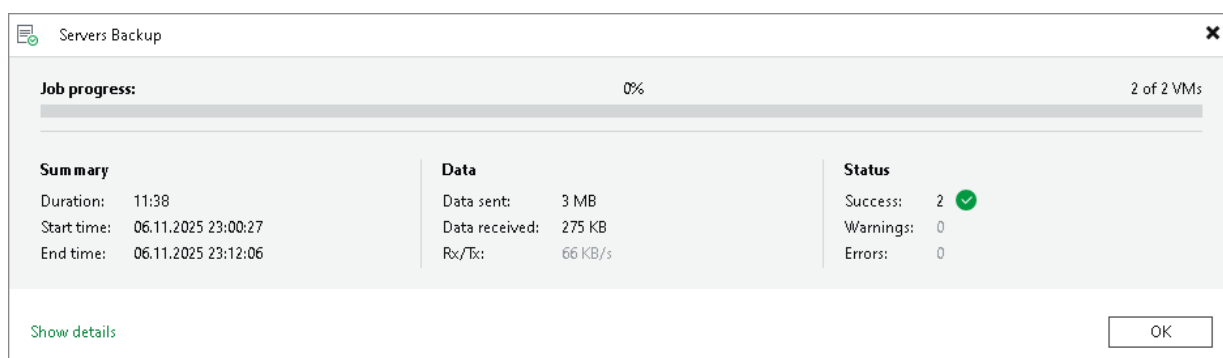 Servers Backup
Job progress: 0% 2 of 2 VMs
Summary Data Status
Duration: 11:38 Data sent: 3 MB Success: 2
Start time: 06.11.2025 23:00:27 Data received: 275 KB Warnings: 0
End time: 06.11.2025 23:12:06 Rx/Tx: 66 KB/s Errors: 0
Show details OK